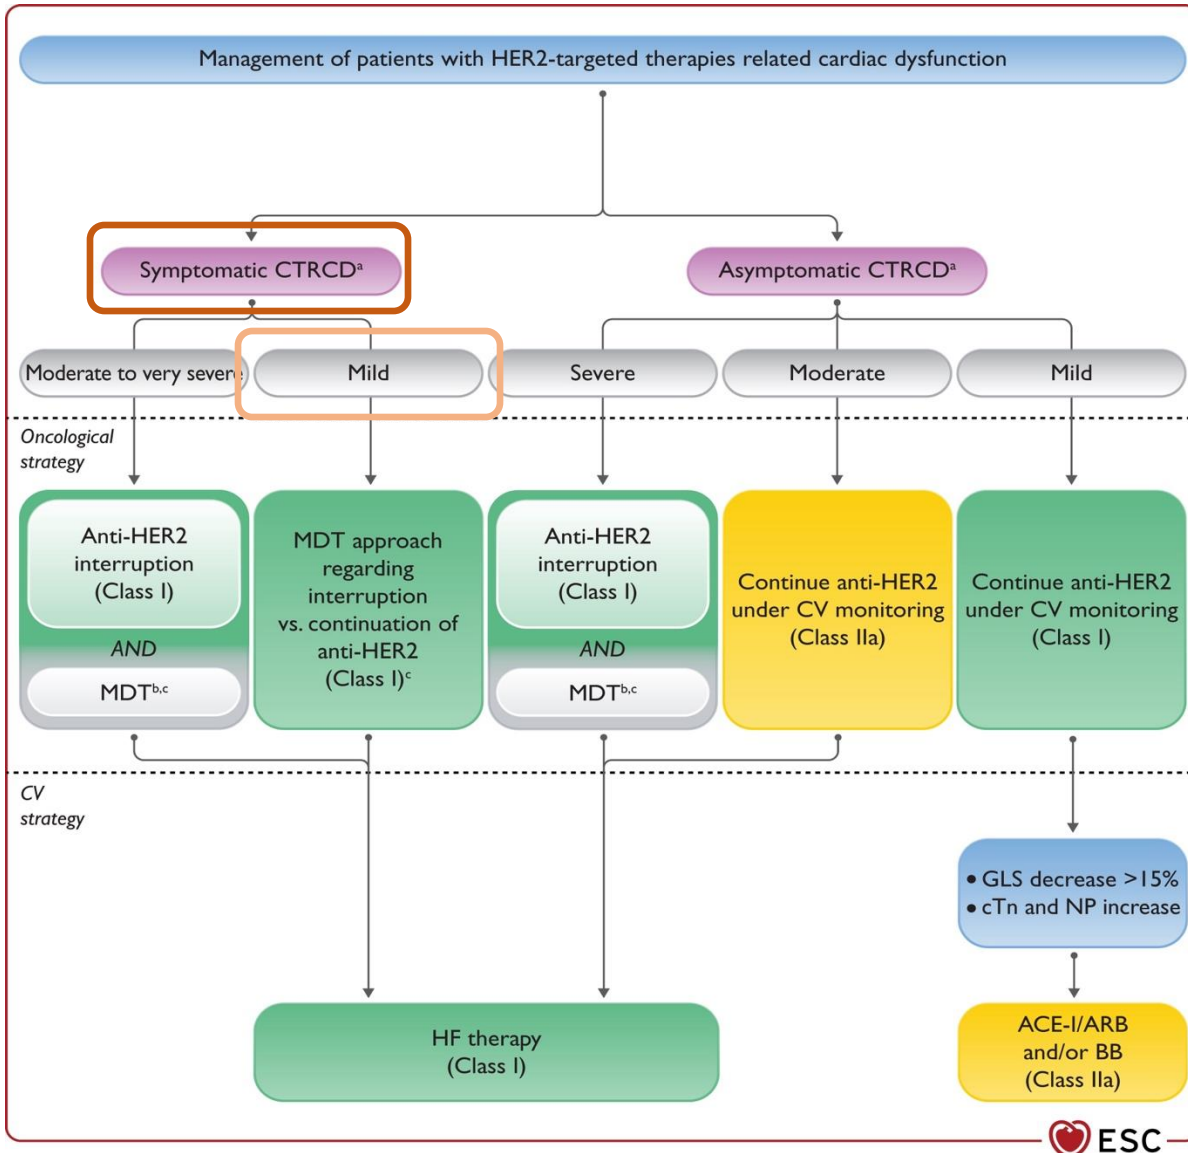 Management of patients with HER2-targeted therapies related cardiac dysfunction
Symptomatic CTRCDᵃ
Asymptomatic CTRCDᵃ
Moderate to very severe
Mild
Severe
Moderate
Mild
Oncological
strategy
Anti-HER2
interruption
(Class I)
AND
MDTᵇ,ᶜ
MDT approach
regarding
interruption
vs. continuation of
anti-HER2
(Class I)ᶜ
Anti-HER2
interruption
(Class I)
AND
MDTᵇ,ᶜ
Continue anti-HER2
under CV monitoring
(Class IIa)
Continue anti-HER2
under CV monitoring
(Class I)
CV
strategy
• GLS decrease >15%
• cTn and NP increase
HF therapy
(Class I)
ACE-I/ARB
and/or BB
(Class IIa)
ESC